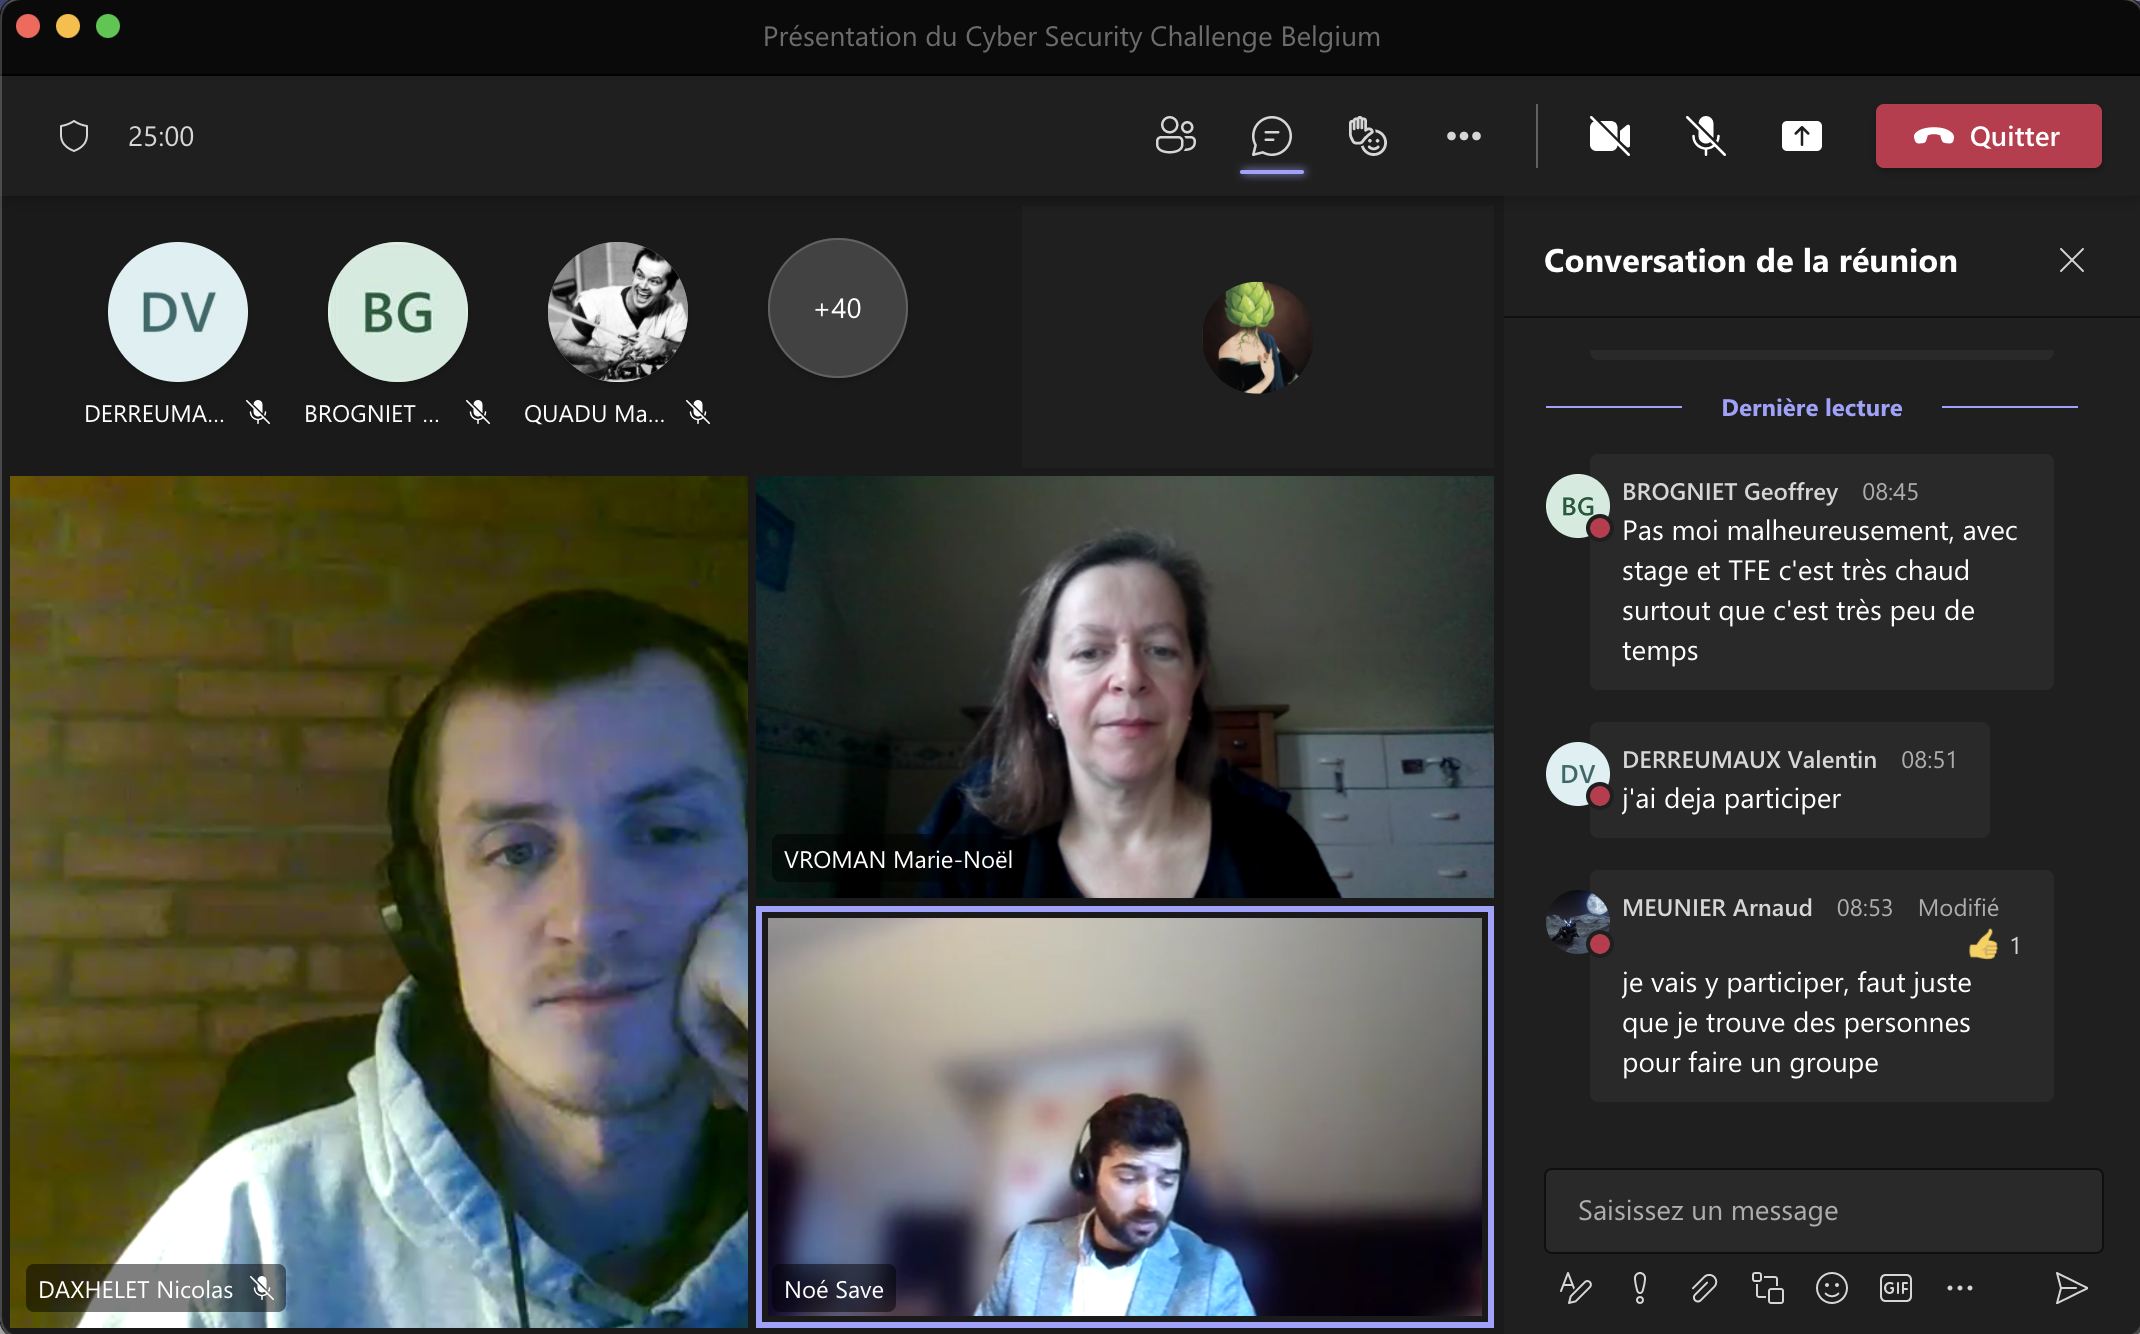 Présentation du Cyber Security Challenge Belgium
25:00
Quitter
DV
BG
+40
DERREUMA...
BROGNIET ...
QUADU Ma...
VROMAN Marie-Noël
DAXHELET Nicolas
Noé Save
Conversation de la réunion
Dernière lecture
BG
BROGNIET Geoffrey 08:45
Pas moi malheureusement, avec
stage et TFE c'est très chaud
surtout que c'est très peu de
temps
DV
DERREUMAUX Valentin 08:51
j'ai deja participer
MEUNIER Arnaud 08:53 Modifié
👍 1
je vais y participer, faut juste
que je trouve des personnes
pour faire un groupe
Saisissez un message
GIF